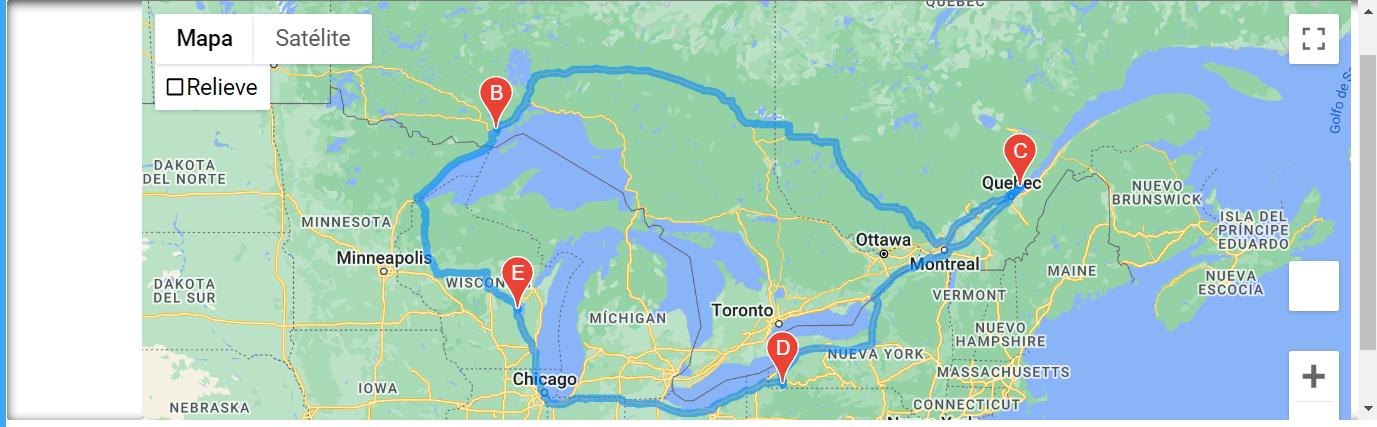 QUEBEC
Mapa
Satélite
Relieve
B
Golfo de S
C
DAKOTA
DEL NORTE
Quebec
NUEVO
BRUNSWICK
MINNESOTA
ISLA DEL
PRÍNCIPE
EDUARDO
Ottawa
Minneapolis
Montreal
E
MAINE
WISCON
DAKOTA
DEL SUR
NUEVA
ESCOCIA
VERMONT
Toronto
MÍCHIGAN
NUEVO
HAMPSHIRE
D
NUEVA YORK
MASSACHUSETTS
Chicago
IOWA
NEBRASKA
CONNECTICUT